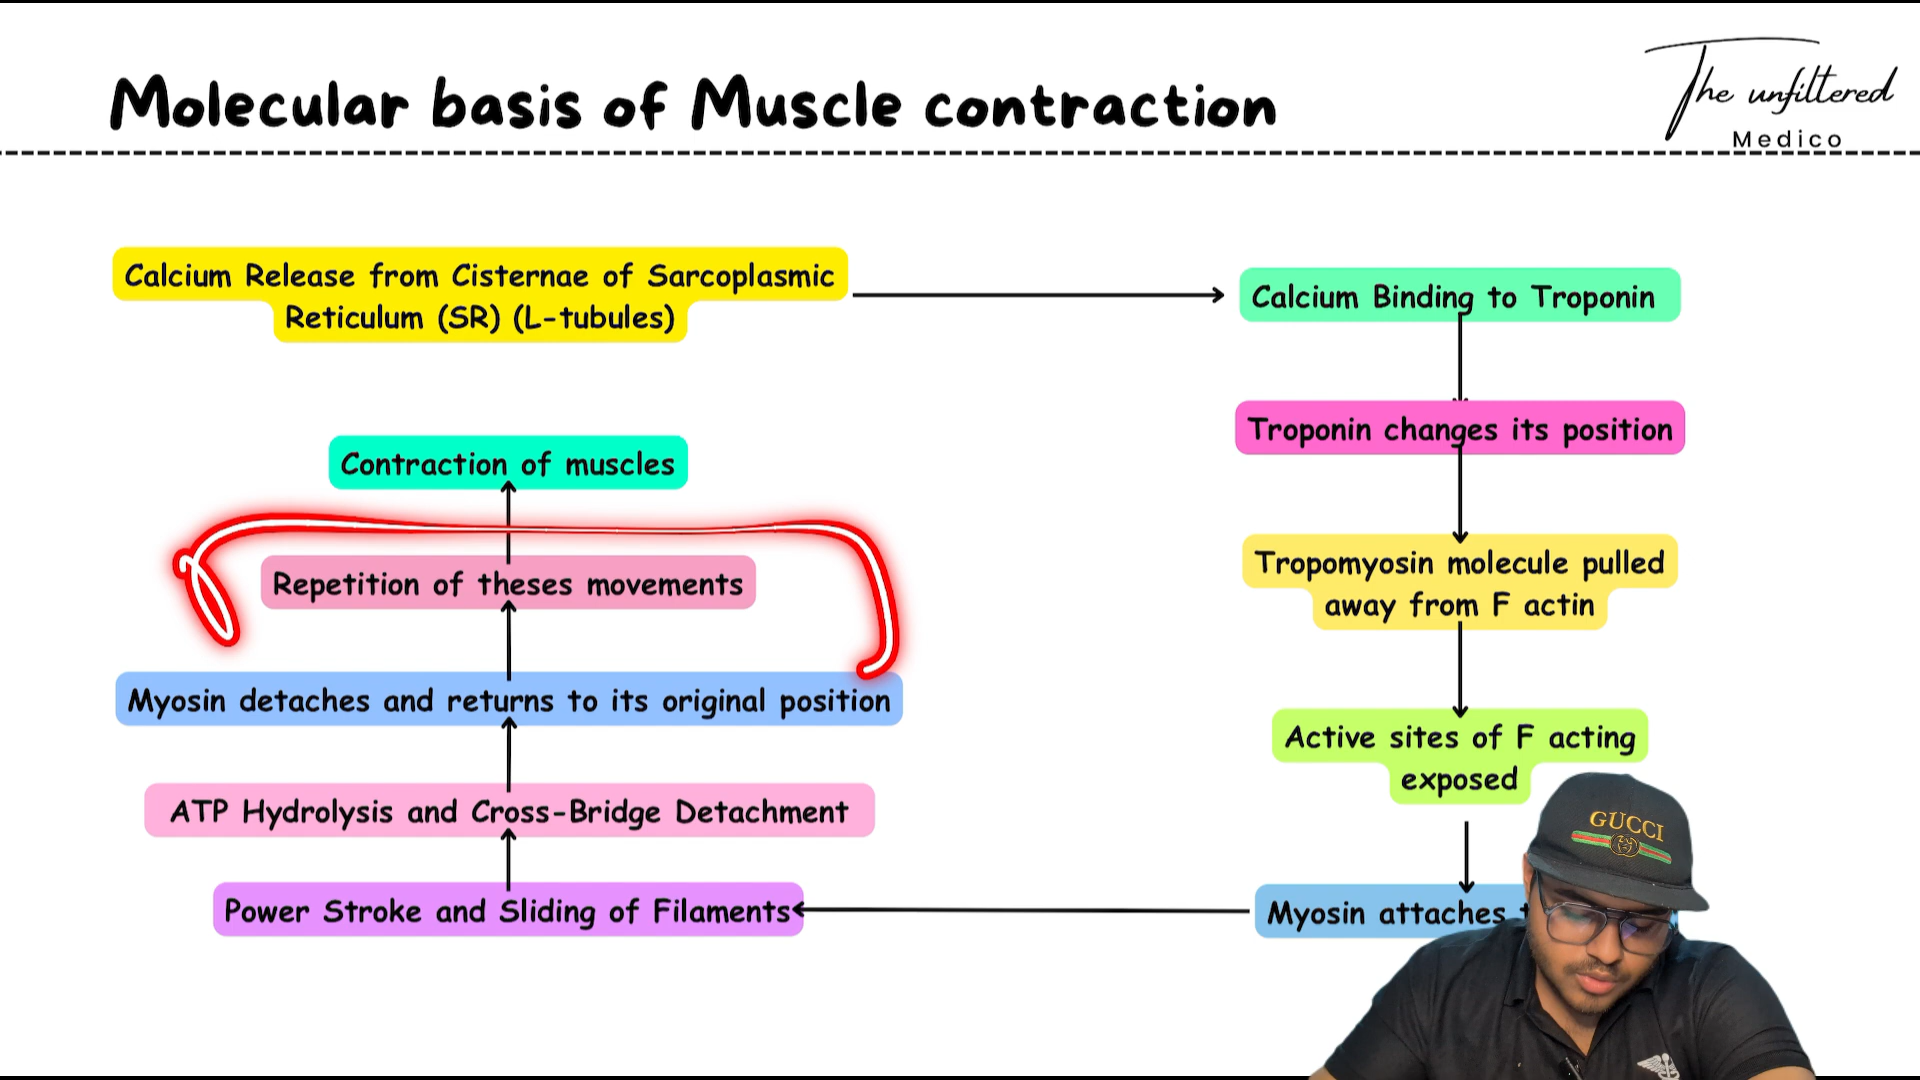 Molecular basis of Muscle contraction
The unfiltered
Medico
Calcium Release from Cisternae of Sarcoplasmic
Reticulum (SR) (L-tubules)
Calcium Binding to Troponin
Troponin changes its position
Tropomyosin molecule pulled
away from F actin
Active sites of F acting
exposed
Myosin attaches
Power Stroke and Sliding of Filaments
ATP Hydrolysis and Cross-Bridge Detachment
Myosin detaches and returns to its original position
Repetition of theses movements
Contraction of muscles
GUCCI